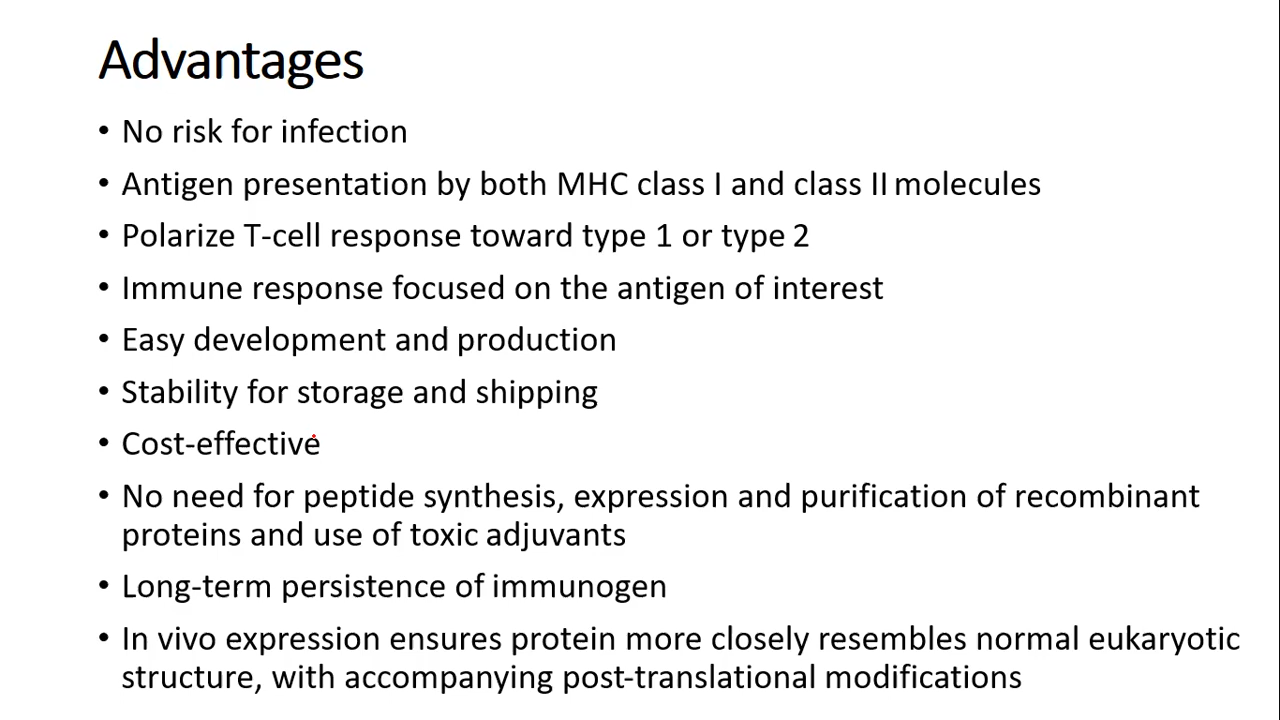 Advantages
• No risk for infection
• Antigen presentation by both MHC class I and class II molecules
• Polarize T-cell response toward type 1 or type 2
• Immune response focused on the antigen of interest
• Easy development and production
• Stability for storage and shipping
• Cost-effective
• No need for peptide synthesis, expression and purification of recombinant
proteins and use of toxic adjuvants
• Long-term persistence of immunogen
• In vivo expression ensures protein more closely resembles normal eukaryotic
structure, with accompanying post-translational modifications